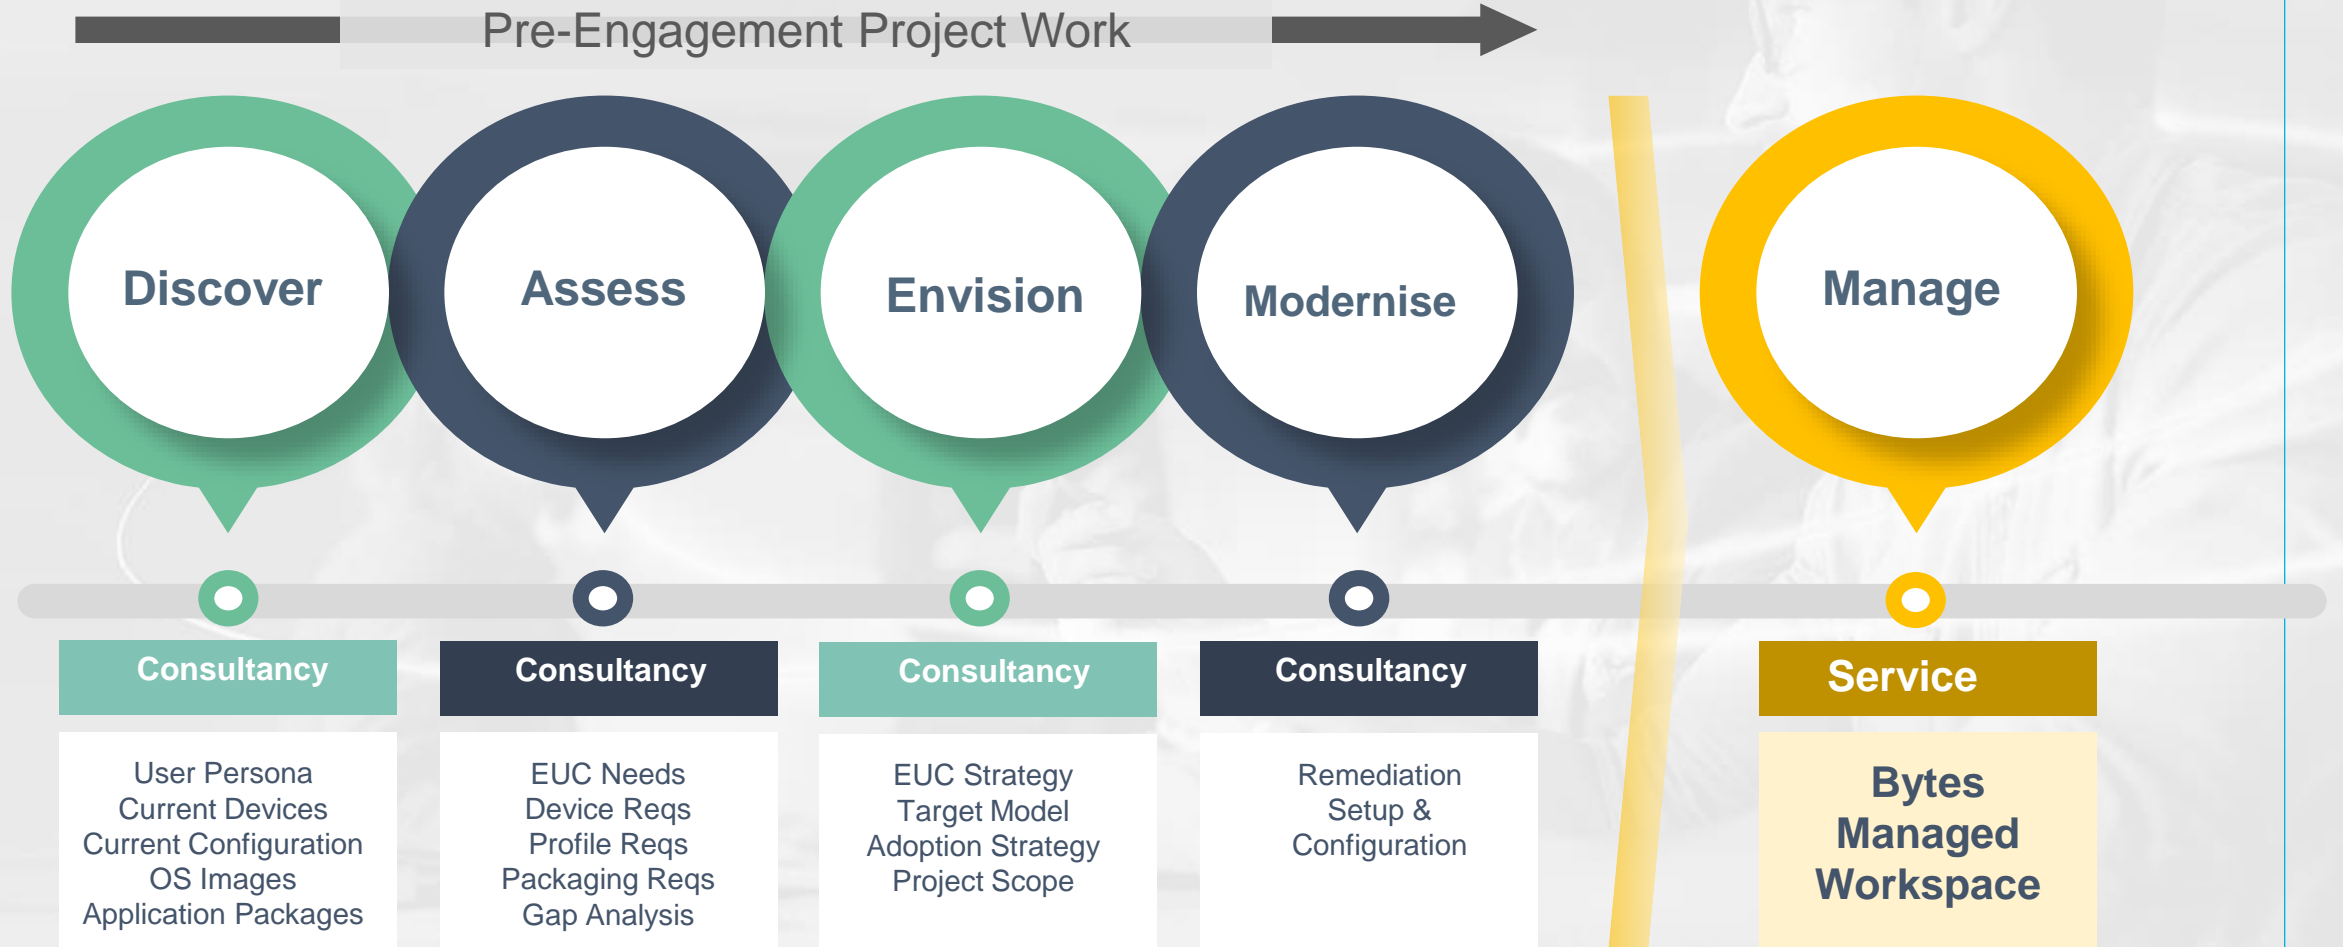 Pre-Engagement Project Work
Discover
Assess
Envision
Modernise
Manage
Consultancy
Consultancy
Consultancy
Consultancy
Service
User Persona
Current Devices
Current Configuration
OS Images
Application Packages
EUC Needs
Device Reqs
Profile Reqs
Packaging Reqs
Gap Analysis
EUC Strategy
Target Model
Adoption Strategy
Project Scope
Remediation
Setup &
Configuration
Bytes
Managed
Workspace